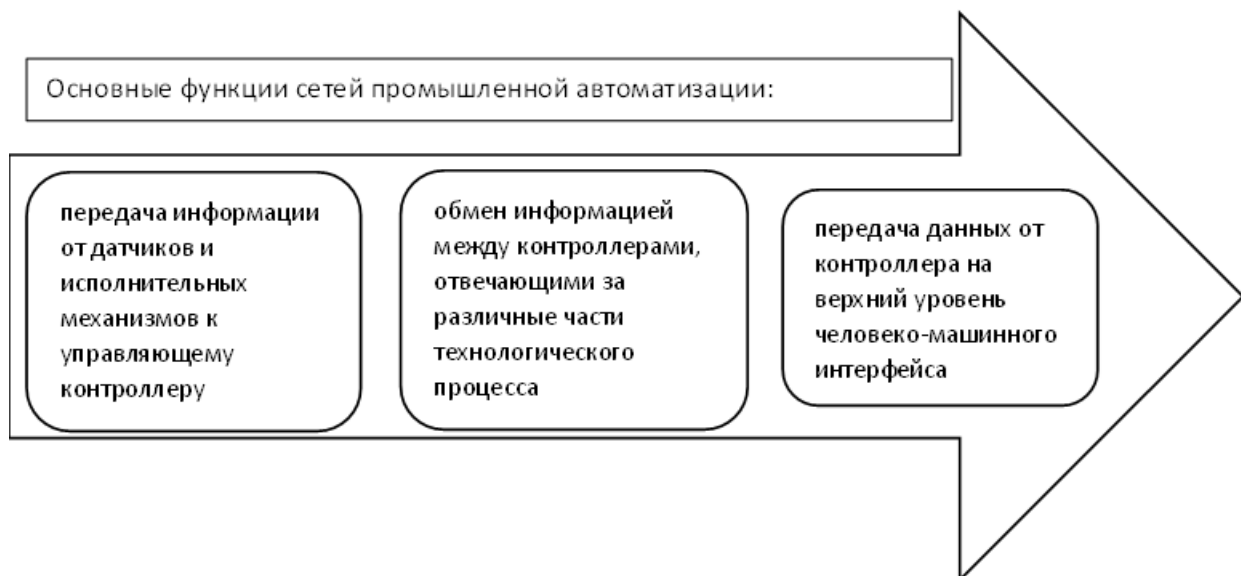 Основные функции сетей промышленной автоматизации:
передача информации
от датчиков и
исполнительных
механизмов к
управляющему
контроллеру
обмен информацией
между контроллерами,
отвечающими за
различные части
технологического
процесса
передача данных от
контроллера на
верхний уровень
человеко-машинного
интерфейса